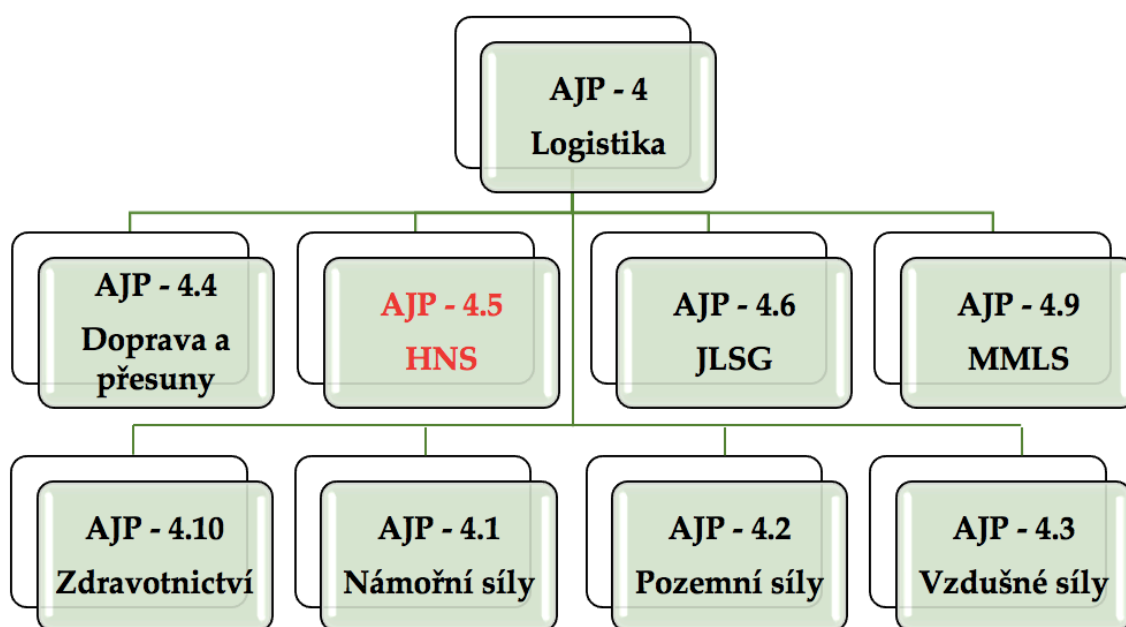 AJP - 4
Logistika
AJP - 4.4
Doprava a
přesuny
AJP - 4.5
HNS
AJP - 4.6
JLSG
AJP - 4.9
MMLS
AJP - 4.10
Zdravotnictví
AJP - 4.1
Námořní síly
AJP - 4.2
Pozemní síly
AJP - 4.3
Vzdušné síly